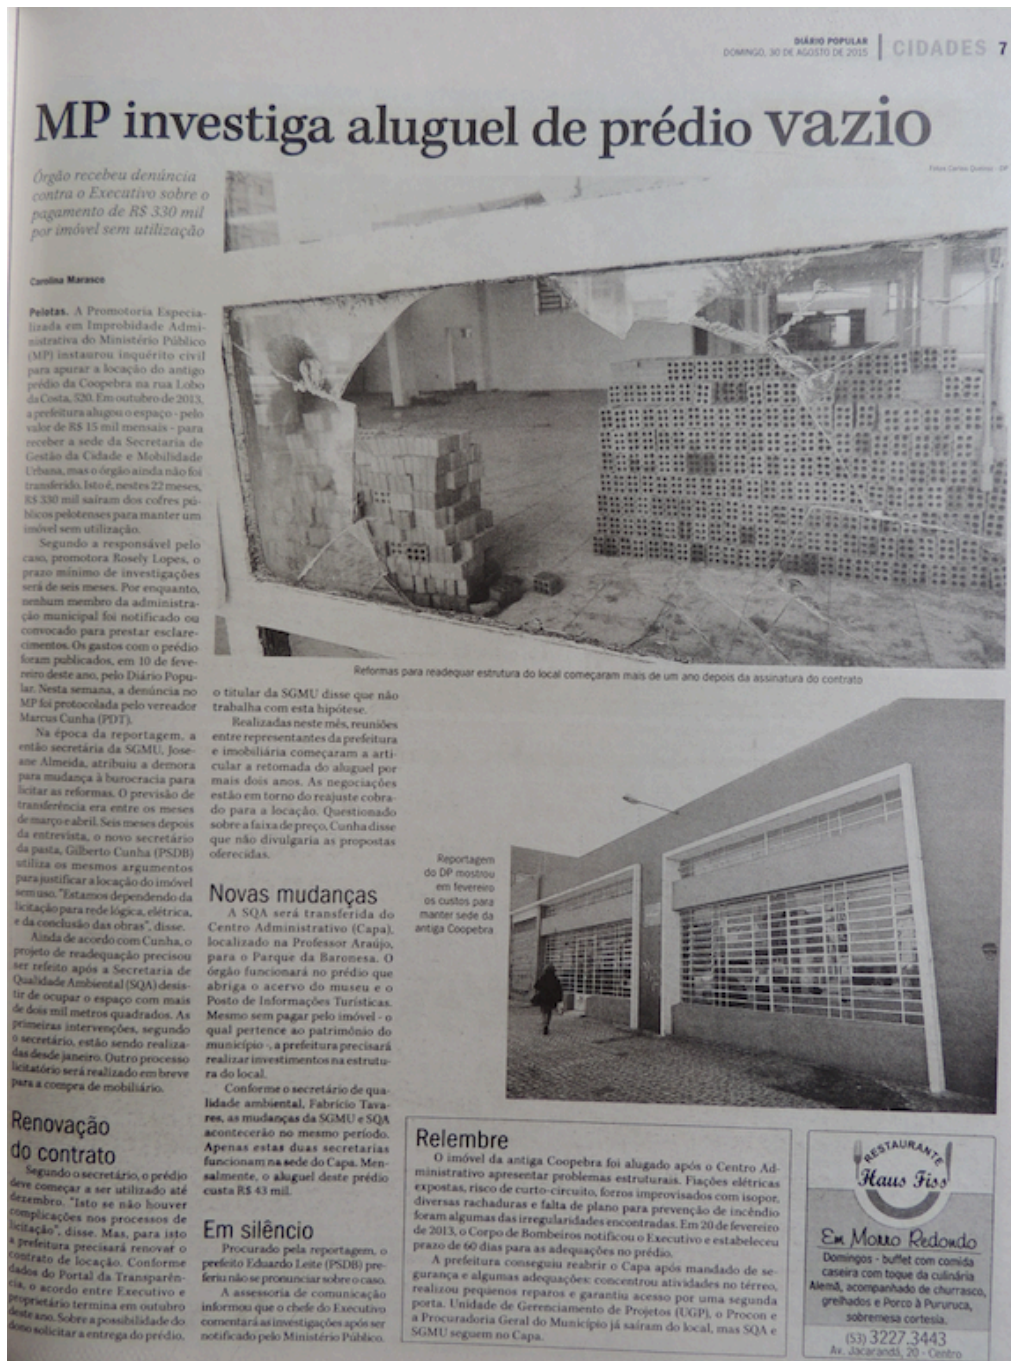 DIÁRIO POPULAR
DOMINGO, 30 DE AGOSTO DE 2015
CIDADES 7
MP investiga aluguel de prédio vazio
Fotos Carlos Queiroz - DP
Órgão recebeu denúncia
contra o Executivo sobre o
pagamento de R$ 330 mil
por imóvel sem utilização
Carolina Marasco
Pelotas. A Promotoria Especia-
lizada em Improbidade Admi-
nistrativa do Ministério Público
(MP) instaurou inquérito civil
para apurar a locação do antigo
prédio da Coopebra na rua Lobo
da Costa, 520. Em outubro de 2013,
a prefeitura alugou o espaço - pelo
valor de R$ 15 mil mensais - para
receber a sede da Secretaria de
Gestão da Cidade e Mobilidade
Urbana, mas o órgão ainda não foi
transferido. Isto é, nestes 22 meses,
R$ 330 mil saíram dos cofres pú-
blicos pelotenses para manter um
imóvel sem utilização.
Segundo a responsável pelo
caso, promotora Rosely Lopes, o
prazo mínimo de investigações
será de seis meses. Por enquanto,
nenhum membro da administra-
ção municipal foi notificado ou
convocado para prestar esclare-
cimentos. Os gastos com o prédio
foram publicados, em 10 de feve-
reiro deste ano, pelo Diário Popu-
lar. Nesta semana, a denúncia no
MP foi protocolada pelo vereador
Marcus Cunha (PDT).
Na época da reportagem, a
então secretária da SGMU, Jose-
ane Almeida, atribuiu a demora
para mudança à burocracia para
licitar as reformas. O previsão de
transferência era entre os meses
de março e abril. Seis meses depois
da entrevista, o novo secretário
da pasta, Gilberto Cunha (PSDB)
utiliza os mesmos argumentos
para justificar a locação do imóvel
sem uso. "Estamos dependendo da
licitação para rede lógica, elétrica,
e da conclusão das obras", disse.
Ainda de acordo com Cunha, o
projeto de readequação precisou
ser refeito após a Secretaria de
Qualidade Ambiental (SQA) desis-
tir de ocupar o espaço com mais
de dois mil metros quadrados. As
primeiras intervenções, segundo
o secretário, estão sendo realiza-
das desde janeiro. Outro processo
licitatório será realizado em breve
para a compra de mobiliário.
Renovação
do contrato
Segundo o secretário, o prédio
deve começar a ser utilizado até
dezembro. "Isto se não houver
complicações nos processos de
licitação", disse. Mas, para isto
a prefeitura precisará renovar o
contrato de locação. Conforme
dados do Portal da Transparên-
cia, o acordo entre Executivo e
proprietário termina em outubro
deste ano. Sobre a possibilidade do
dono solicitar a entrega do prédio,
Reformas para readequar estrutura do local começaram mais de um ano depois da assinatura do contrato
o titular da SGMU disse que não
trabalha com esta hipótese.
Realizadas neste mês, reuniões
entre representantes da prefeitura
e imobiliária começaram a arti-
cular a retomada do aluguel por
mais dois anos. As negociações
estão em torno do reajuste cobra-
do para a locação. Questionado
sobre a faixa de preço, Cunha disse
que não divulgaria as propostas
oferecidas.
Novas mudanças
A SQA será transferida do
Centro Administrativo (Capa),
localizado na Professor Araújo,
para o Parque da Baronesa. O
órgão funcionará no prédio que
abriga o acervo do museu e o
Posto de Informações Turísticas.
Mesmo sem pagar pelo imóvel - o
qual pertence ao patrimônio do
município -, a prefeitura precisará
realizar investimentos na estrutu-
ra do local.
Conforme o secretário de qua-
lidade ambiental, Fabrício Tava-
res, as mudanças da SGMU e SQA
acontecerão no mesmo período.
Apenas estas duas secretarias
funcionam na sede do Capa. Men-
salmente, o aluguel deste prédio
custa R$ 43 mil.
Em silêncio
Procurado pela reportagem, o
prefeito Eduardo Leite (PSDB) pre-
feriu não se pronunciar sobre o caso.
A assessoria de comunicação
informou que o chefe do Executivo
comentará as investigações após ser
notificado pelo Ministério Público.
Reportagem
do DP mostrou
em fevereiro
os custos para
manter sede da
antiga Coopebra
Relembre
O imóvel da antiga Coopebra foi alugado após o Centro Ad-
ministrativo apresentar problemas estruturais. Fiações elétricas
expostas, risco de curto-circuito, forros improvisados com isopor,
diversas rachaduras e falta de plano para prevenção de incêndio
foram algumas das irregularidades encontradas. Em 20 de fevereiro
de 2013, o Corpo de Bombeiros notificou o Executivo e estabeleceu
prazo de 60 dias para as adequações no prédio.
A prefeitura conseguiu reabrir o Capa após mandado de se-
gurança e algumas adequações: concentrou atividades no térreo,
realizou pequenos reparos e garantiu acesso por uma segunda
porta. Unidade de Gerenciamento de Projetos (UGP), o Procon e
a Procuradoria Geral do Município já saíram do local, mas SQA e
SGMU seguem no Capa.
RESTAURANTE
Haus Fiss
Em Morro Redondo
Domingos - buffet com comida
caseira com toque da culinária
Alemã, acompanhado de churrasco,
grelhados e Porco à Pururuca,
sobremesa cortesia.
(53) 3227.3443
Av. Jacarandá, 20 - Centro